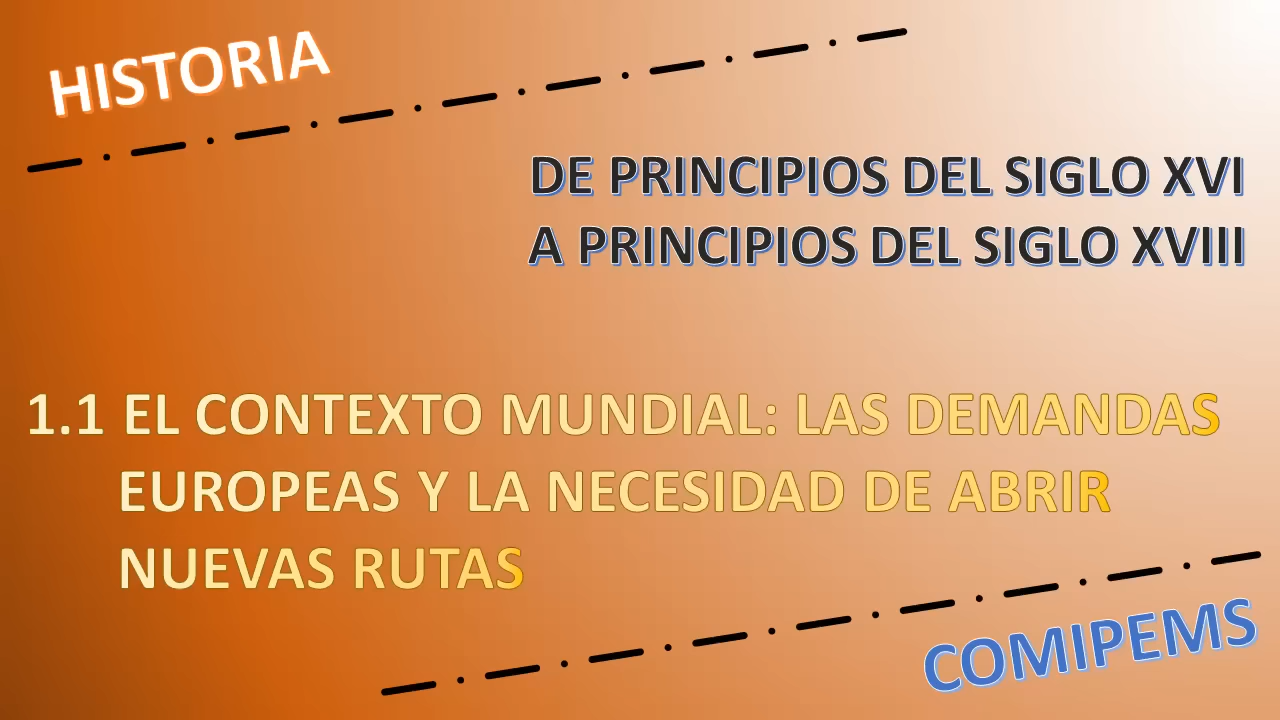 HISTORIA
DE PRINCIPIOS DEL SIGLO XVI
A PRINCIPIOS DEL SIGLO XVIII
1.1 EL CONTEXTO MUNDIAL: LAS DEMANDAS
EUROPEAS Y LA NECESIDAD DE ABRIR
NUEVAS RUTAS
COMIPEMS